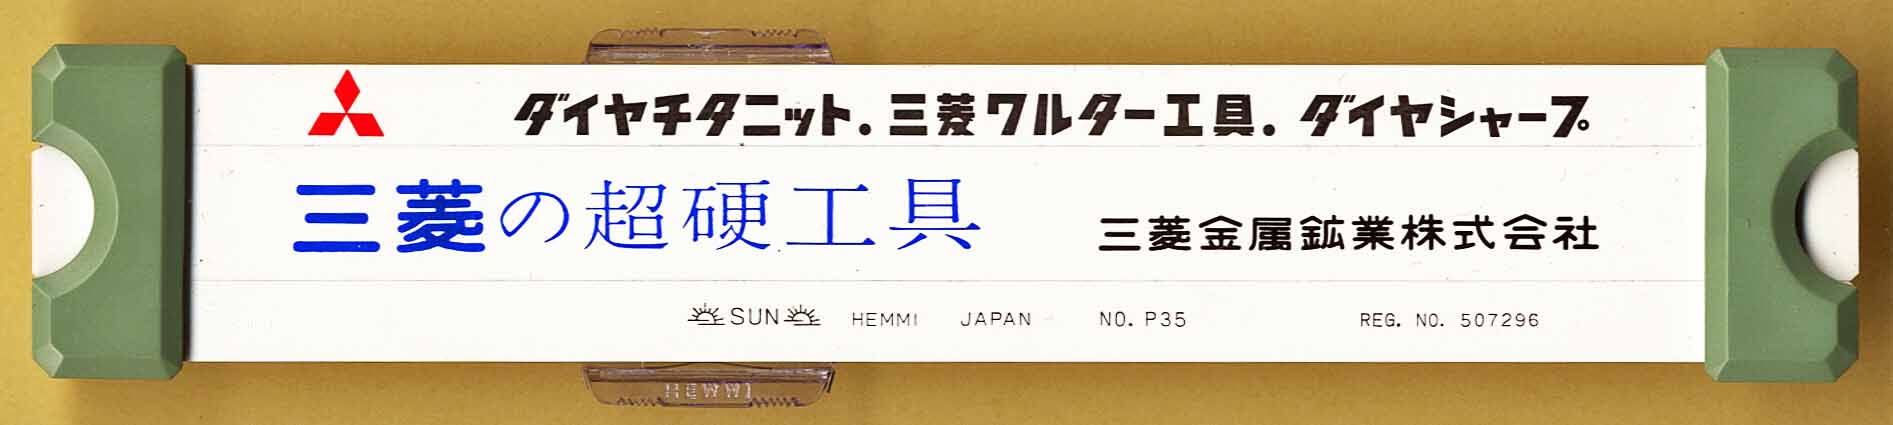 ダイヤチタニット.三菱ワルター工具.ダイヤシャープ
三菱の超硬工具 三菱金属鉱業株式会社
SUN HEMMI JAPAN NO. P35 REG. NO. 507296
HEMMI